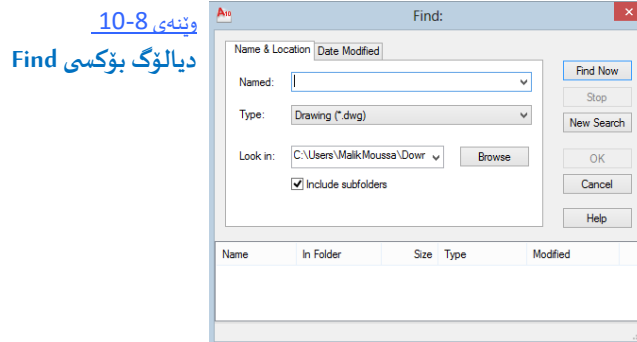 وێنەی 8-10
دیالۆگ بۆکسی Find
A10
Find:
Name & Location Date Modified
Named:
Type: Drawing (*.dwg)
Look in: C:\Users\MalikMoussa\Dowr Browse
Include subfolders
Find Now
Stop
New Search
OK
Cancel
Help
Name In Folder Size Type Modified